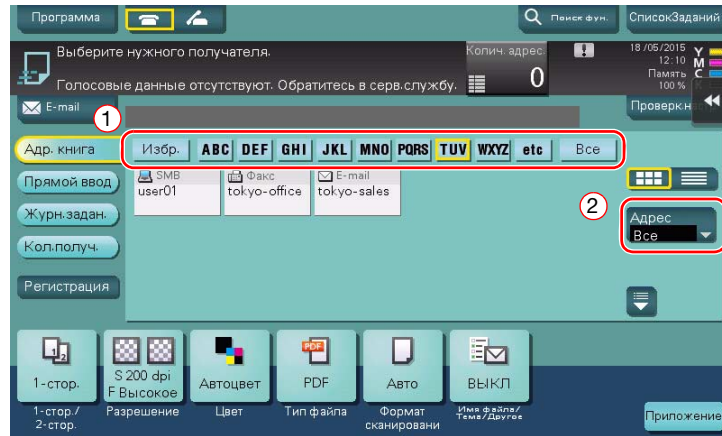 Программа
Поиск фун.
СписокЗаданий
Выберите нужного получателя.
Колич. адрес.
0
18/05/2015
12:10
Память
100 %
Y
M
C
K
Голосовые данные отсутствуют. Обратитесь в серв.службу.
E-mail
Проверк.на
1
Адр. книга
Избр. ABC DEF GHI JKL MNO PQRS TUV WXYZ etc Все
SMB
user01
Факс
tokyo-office
E-mail
tokyo-sales
Прямой ввод
Журн.задан.
2
Адрес
Все
Кол.получ.
Регистрация
1-стор.
S 200 dpi
F Высокое
Автоцвет
PDF
PDF
Авто
ВЫКЛ
1-стор./
2-стор.
Разрешение
Цвет
Тип файла
Формат
сканировани
Имя файла/
Тема/Другое
Приложение